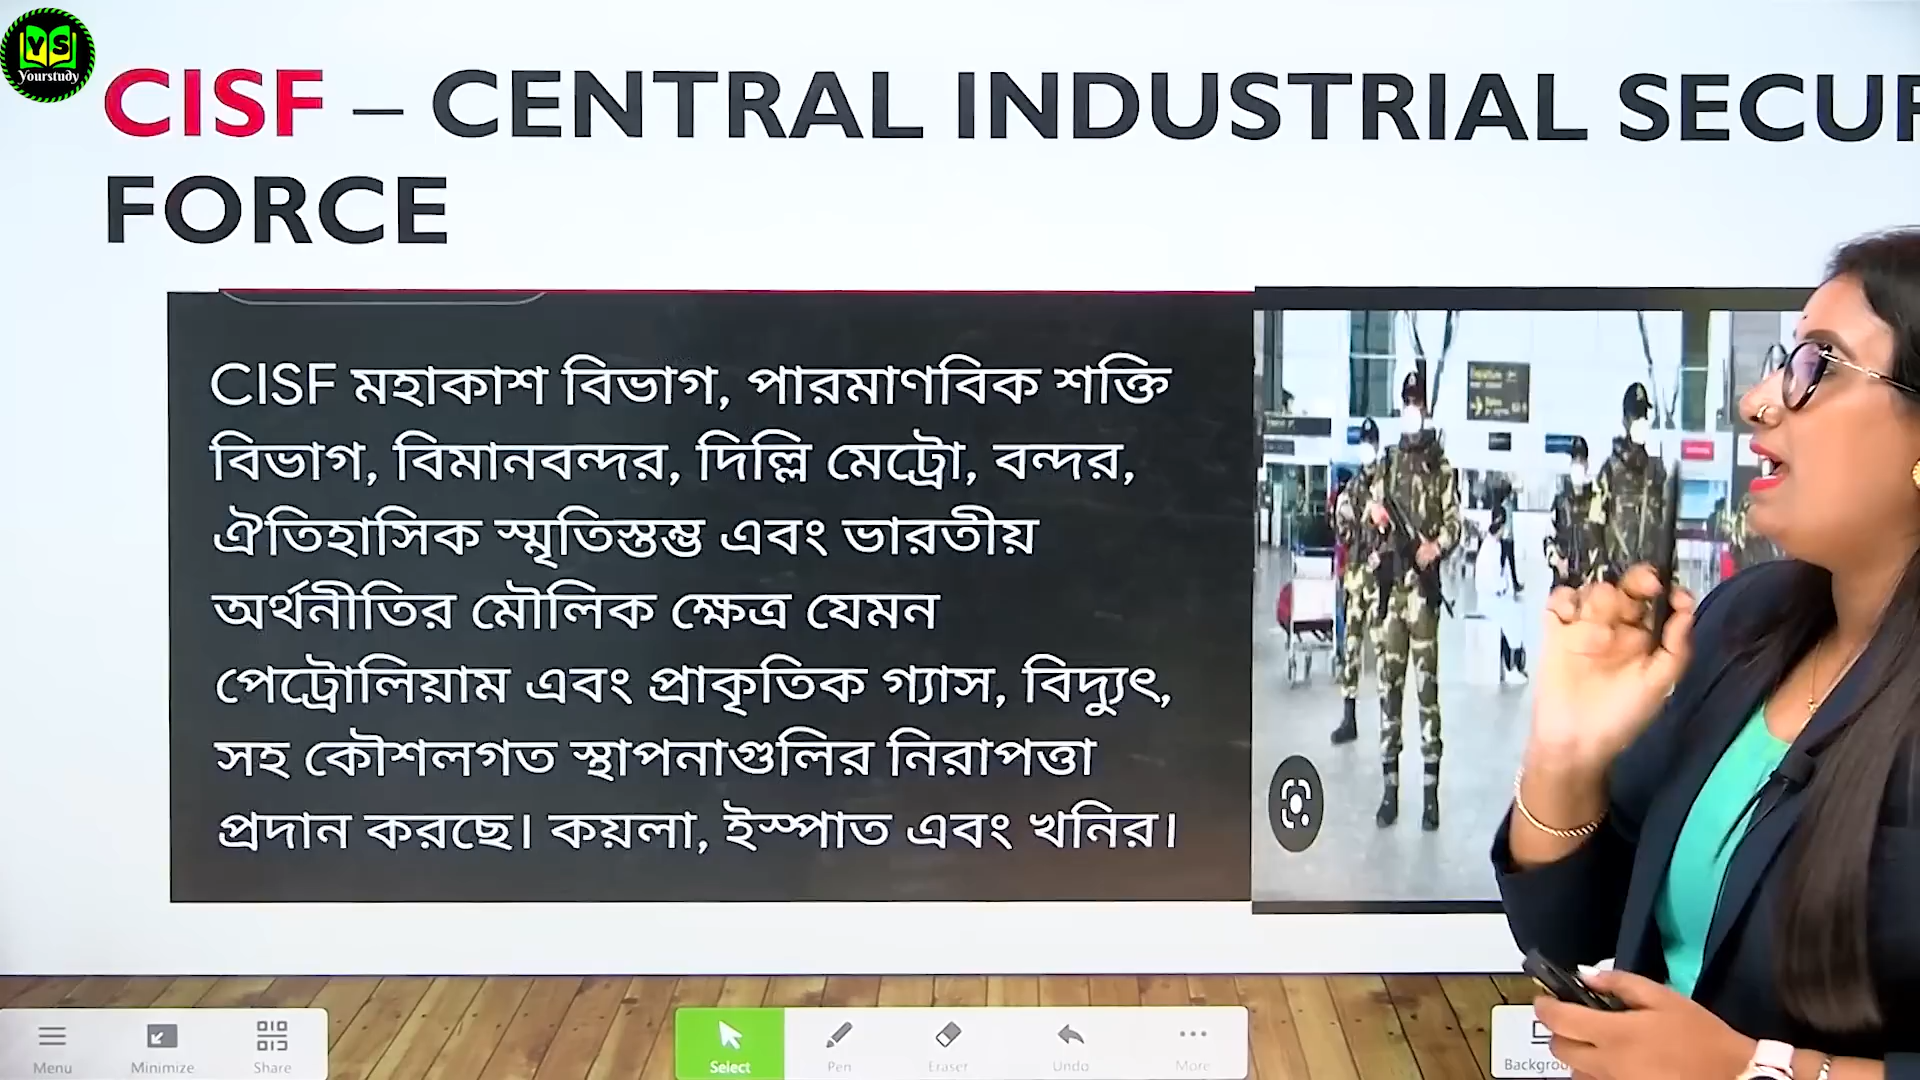 YS
Yourstudy
CISF – CENTRAL INDUSTRIAL
FORCE
CISF মহাকাশ বিভাগ, পারমাণবিক শক্তি
বিভাগ, বিমানবন্দর, দিল্লি মেট্রো, বন্দর,
ঐতিহাসিক স্মৃতিস্তম্ভ এবং ভারতীয়
অর্থনীতির মৌলিক ক্ষেত্র যেমন
পেট্রোলিয়াম এবং প্রাকৃতিক গ্যাস, বিদ্যুৎ,
সহ কৌশলগত স্থাপনাগুলির নিরাপত্তা
প্রদান করছে। কয়লা, ইস্পাত এবং খনির।
Menu Minimize Share Select Pen Eraser Undo More